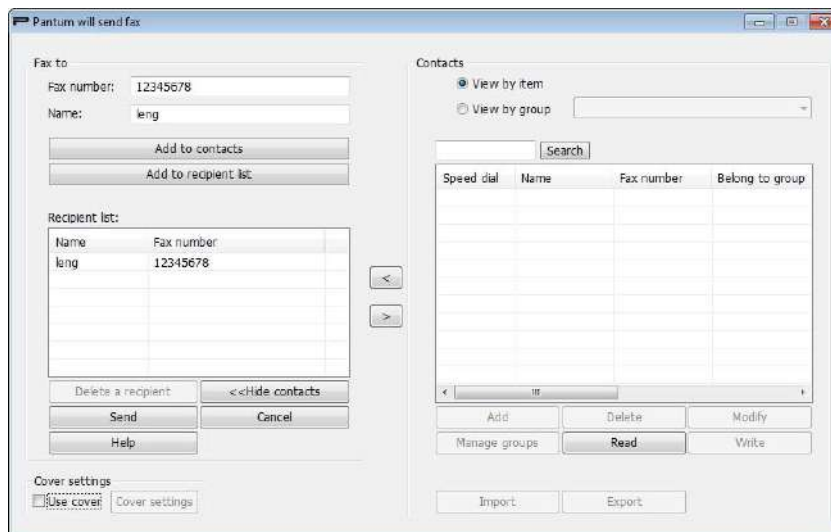 Pantum will send fax
Fax to
Fax number: 12345678
Name: leng
Add to contacts
Add to recipient list
Recipient list:
Name Fax number
leng 12345678
Delete a recipient <<Hide contacts
Send Cancel
Help
Cover settings
Use cover Cover settings
<
>
Contacts
View by item
View by group
Search
Speed dial Name Fax number Belong to group
Add Delete Modify
Manage groups Read Write
Import Export